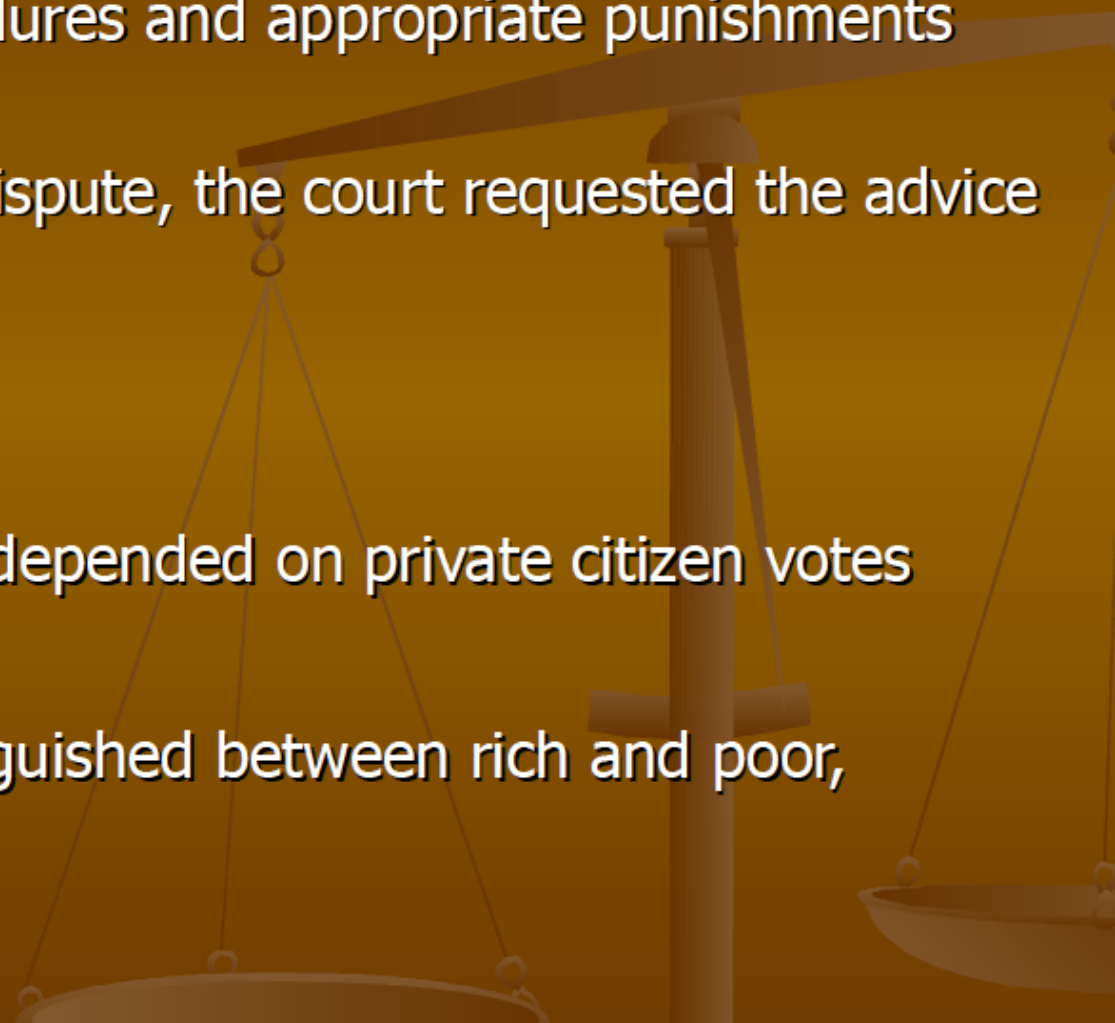 lures and appropriate punishments
ispute, the court requested the advice
depended on private citizen votes
guished between rich and poor,